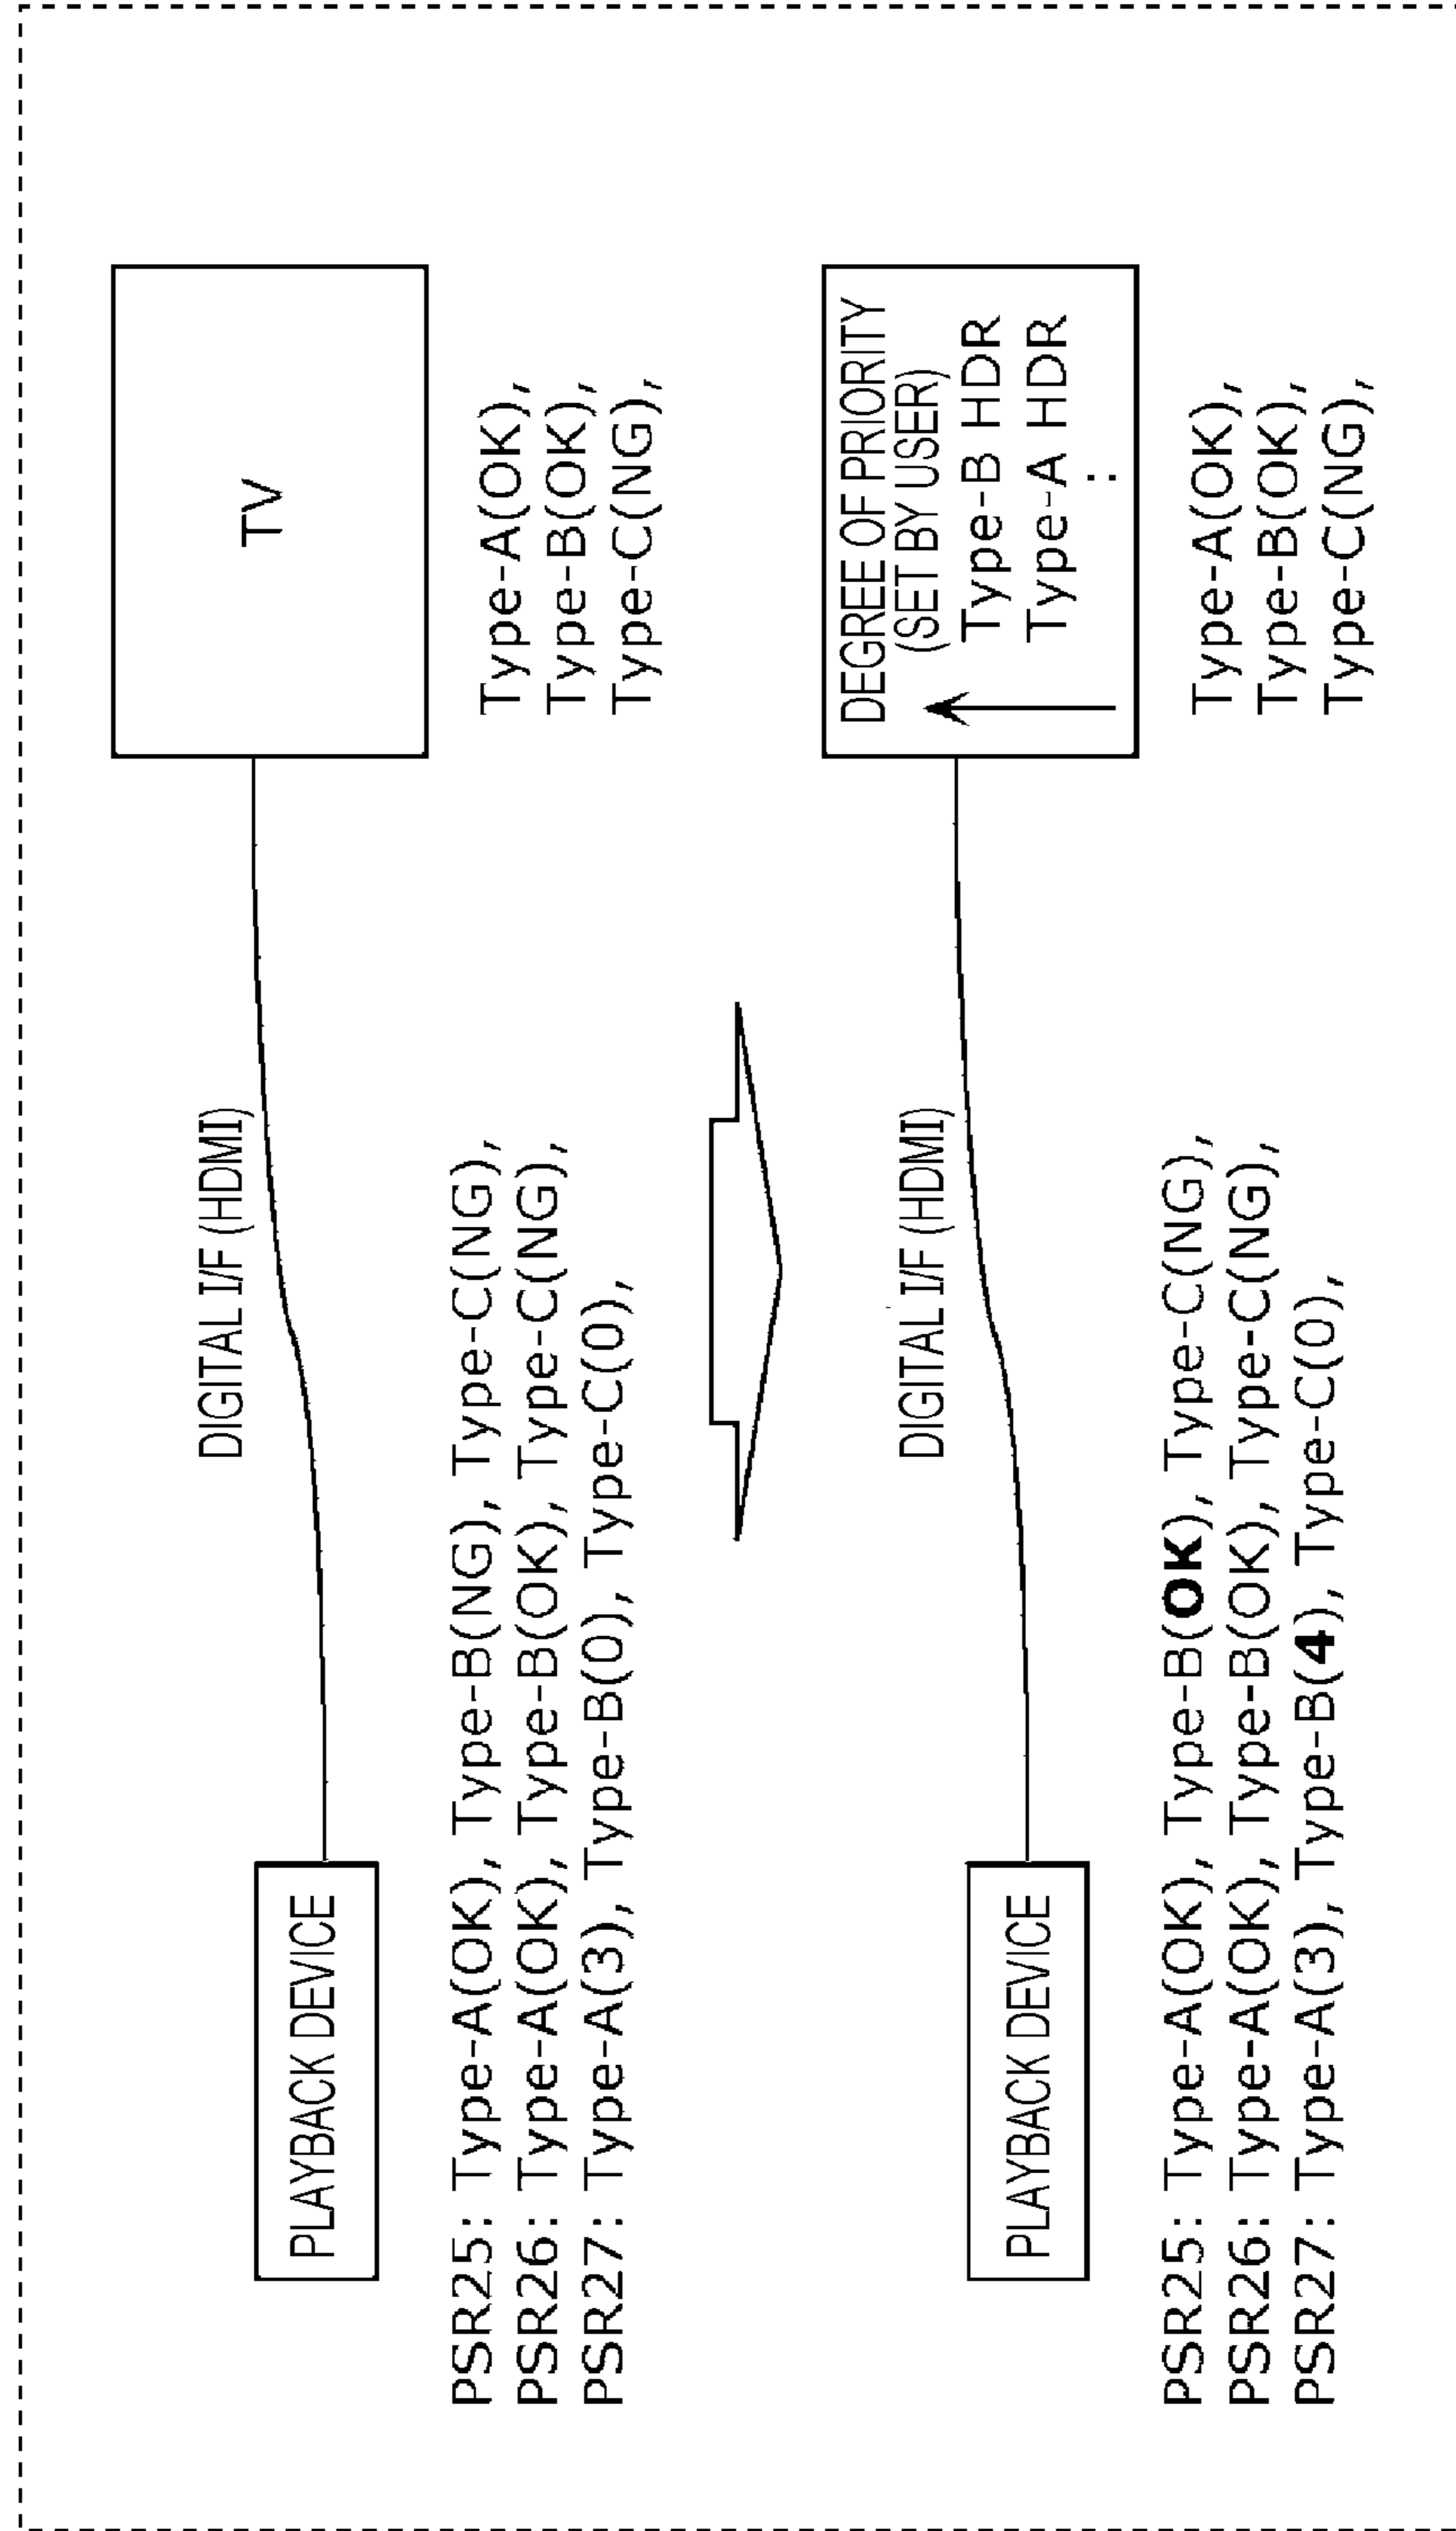 TV
DIGITAL I/F (HDMI)
PLAYBACK DEVICE
Type-A(OK),
Type-B(OK),
Type-C(NG),
PSR25: Type-A(OK), Type-B(NG), Type-C(NG),
PSR26: Type-A(OK), Type-B(OK), Type-C(NG),
PSR27: Type-A(3), Type-B(0), Type-C(0),
DEGREE OF PRIORITY
(SET BY USER)
Type-B HDR
Type-A HDR
:
DIGITAL I/F (HDMI)
PLAYBACK DEVICE
Type-A(OK),
Type-B(OK),
Type-C(NG),
PSR25: Type-A(OK), Type-B(OK), Type-C(NG),
PSR26: Type-A(OK), Type-B(OK), Type-C(NG),
PSR27: Type-A(3), Type-B(4), Type-C(0),